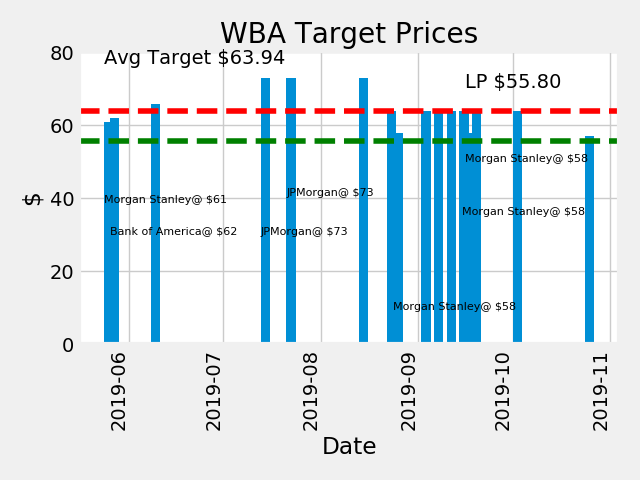 WBA Target Prices
Avg Target $63.94
LP $55.80
80
60
40
20
0
$
Morgan Stanley@ $58
JPMorgan@ $73
Morgan Stanley@ $61
Morgan Stanley@ $58
Bank of America@ $62
JPMorgan@ $73
Morgan Stanley@ $58
2019-06
2019-07
2019-08
2019-09
2019-10
2019-11
Date